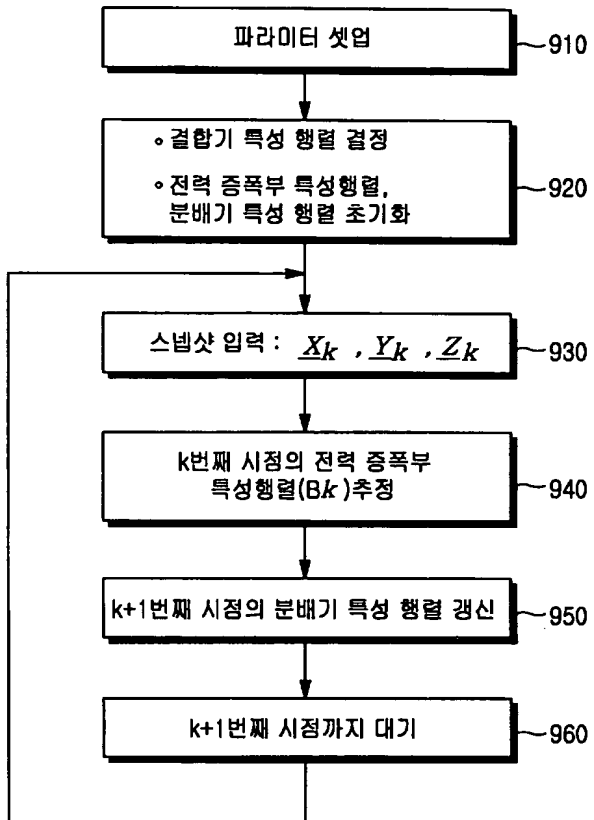 파라미터 셋업
910
∘ 결합기 특성 행렬 결정
∘ 전력 증폭부 특성행렬,
분배기 특성 행렬 초기화
920
스넵샷 입력 : X̲k , Y̲k , Z̲k
930
k번째 시점의 전력 증폭부
특성행렬(Bk)추정
940
k+1번째 시점의 분배기 특성 행렬 갱신
950
k+1번째 시점까지 대기
960